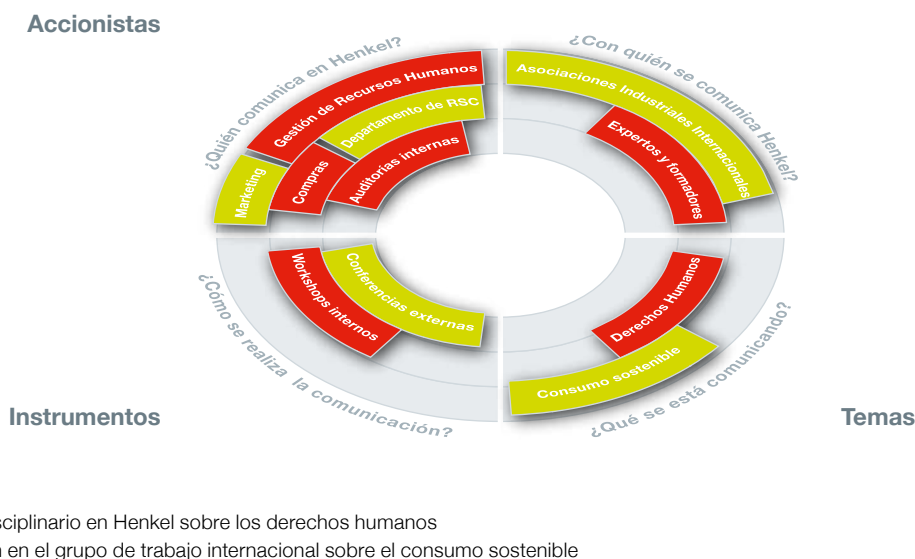 Accionistas
¿Quién comunica en Henkel?
Gestión de Recursos Humanos
Departamento de RSC
Auditorías internas
Compras
Marketing
¿Con quién se comunica Henkel?
Asociaciones Industriales Internacionales
Expertos y formadores
Workshops internos
Conferencias externas
¿Cómo se realiza la comunicación?
Derechos Humanos
Consumo sostenible
¿Qué se está comunicando?
Instrumentos
Temas
sciplinario en Henkel sobre los derechos humanos
en el grupo de trabajo internacional sobre el consumo sostenible